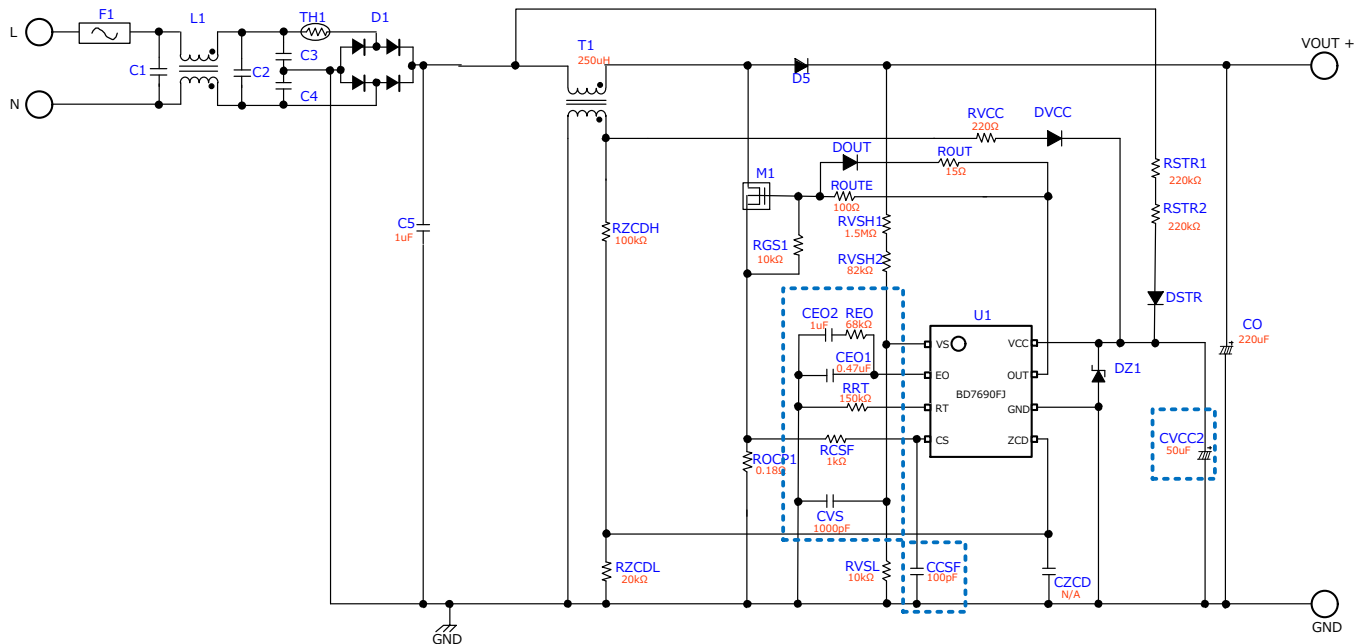 F1
L1
TH1
D1
L
C1
C2
C3
C4
N
T1
250uH
D5
VOUT +
RVCC
220Ω
DVCC
DOUT
ROUT
15Ω
M1
ROUTE
100Ω
RSTR1
220kΩ
RSTR2
220kΩ
C5
1uF
RZCDH
100kΩ
RGS1
10kΩ
RVSH1
1.5MΩ
RVSH2
82kΩ
DSTR
CEO2
1uF
REO
68kΩ
U1
CO
220uF
CEO1
0.47uF
VS
VCC
DZ1
EO
OUT
BD7690FJ
RRT
150kΩ
RT
GND
CS
ZCD
RCSF
1kΩ
CVCC2
50uF
ROCP1
0.18Ω
CVS
1000pF
RZCDL
20kΩ
RVSL
10kΩ
CCSF
100pF
CZCD
N/A
GND
GND